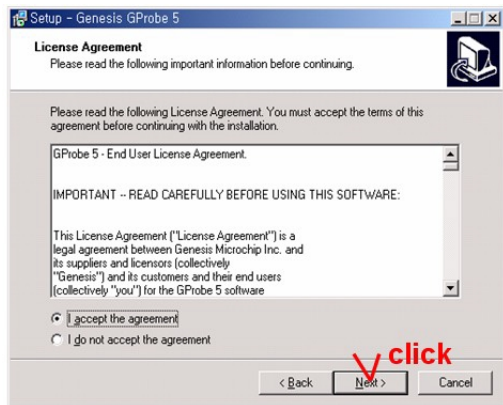 Setup - Genesis GProbe 5
License Agreement
Please read the following important information before continuing.
Please read the following License Agreement. You must accept the terms of this
agreement before continuing with the installation.
GProbe 5 - End User License Agreement.
IMPORTANT -- READ CAREFULLY BEFORE USING THIS SOFTWARE:
This License Agreement ("License Agreement") is a
legal agreement between Genesis Microchip Inc. and
its suppliers and licensors (collectively
"Genesis") and its customers and their end users
(collectively "you") for the GProbe 5 software
I accept the agreement
I do not accept the agreement
click
< Back
Next >
Cancel